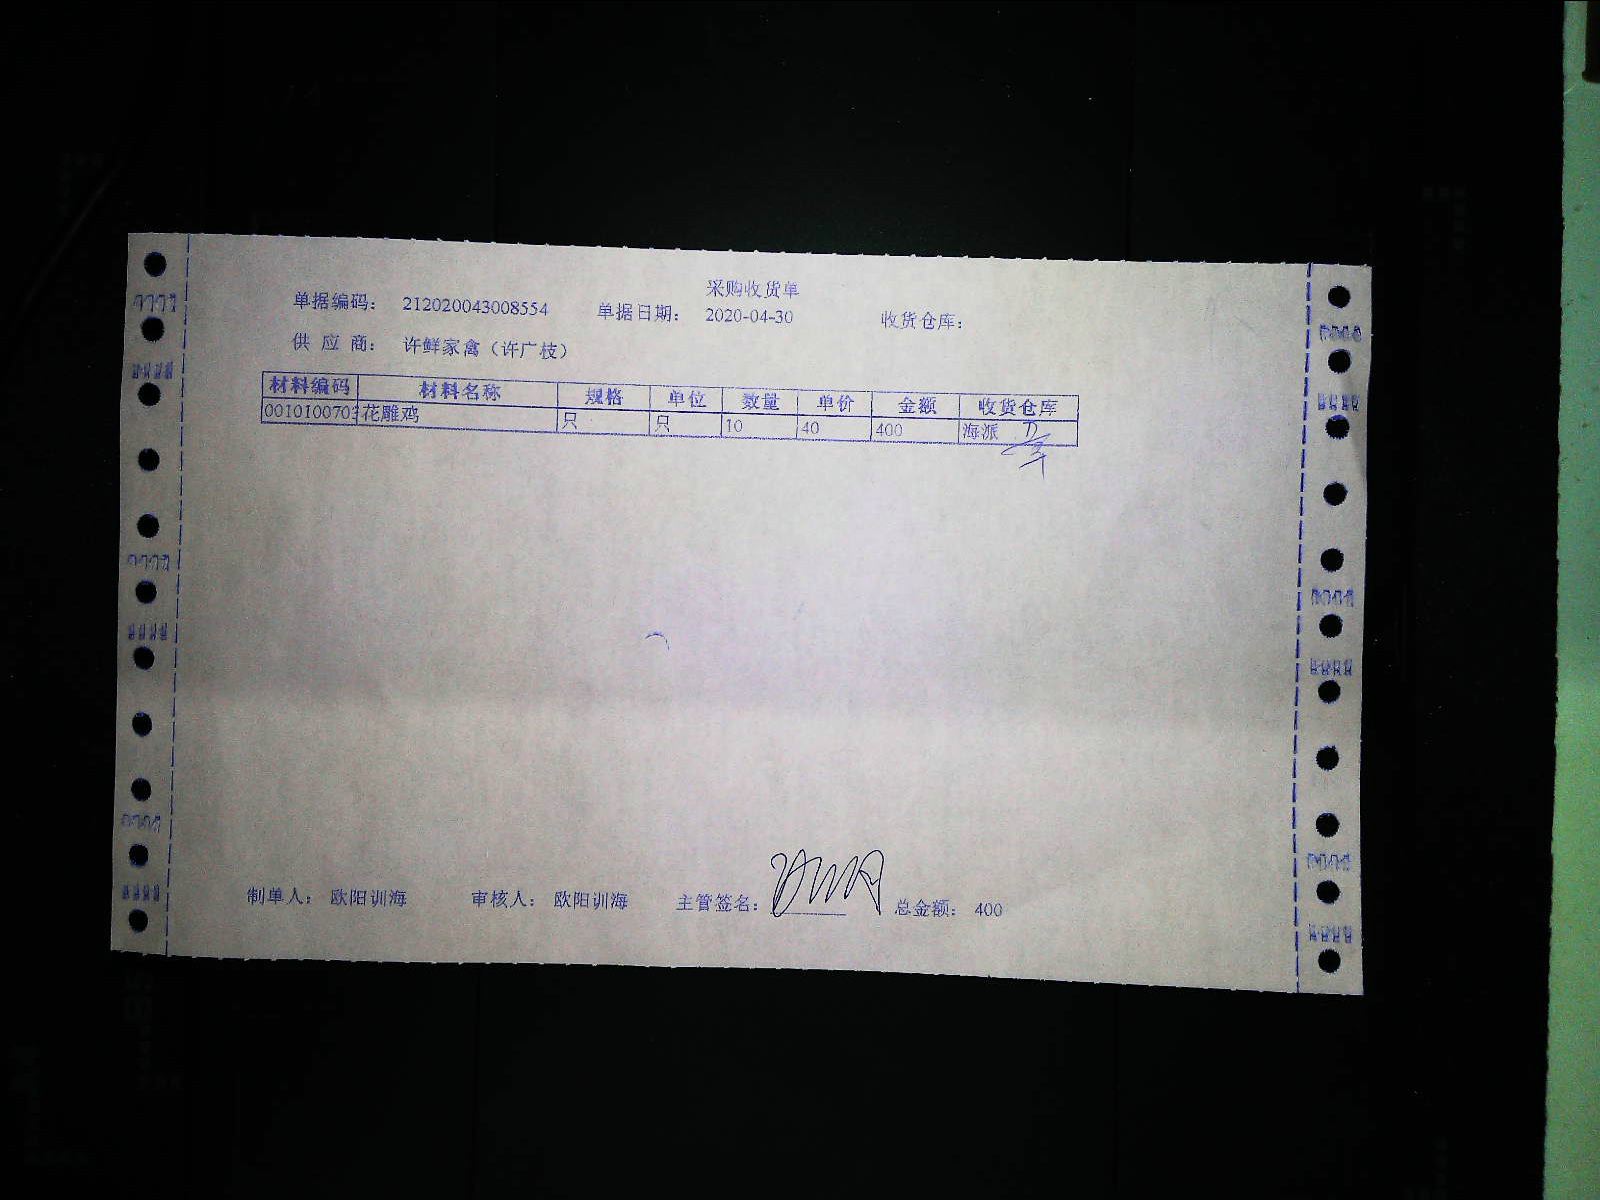 采购收货单
单据编码: 212020043008554 单据日期: 2020-04-30 收货仓库:
供 应 商: 许鲜家禽（许广枝）
材料编码 材料名称 规格 单位 数量 单价 金额 收货仓库
0010100703 花雕鸡 只 只 10 40 400 海派
制单人: 欧阳训海 审核人: 欧阳训海 主管签名: 总金额: 400